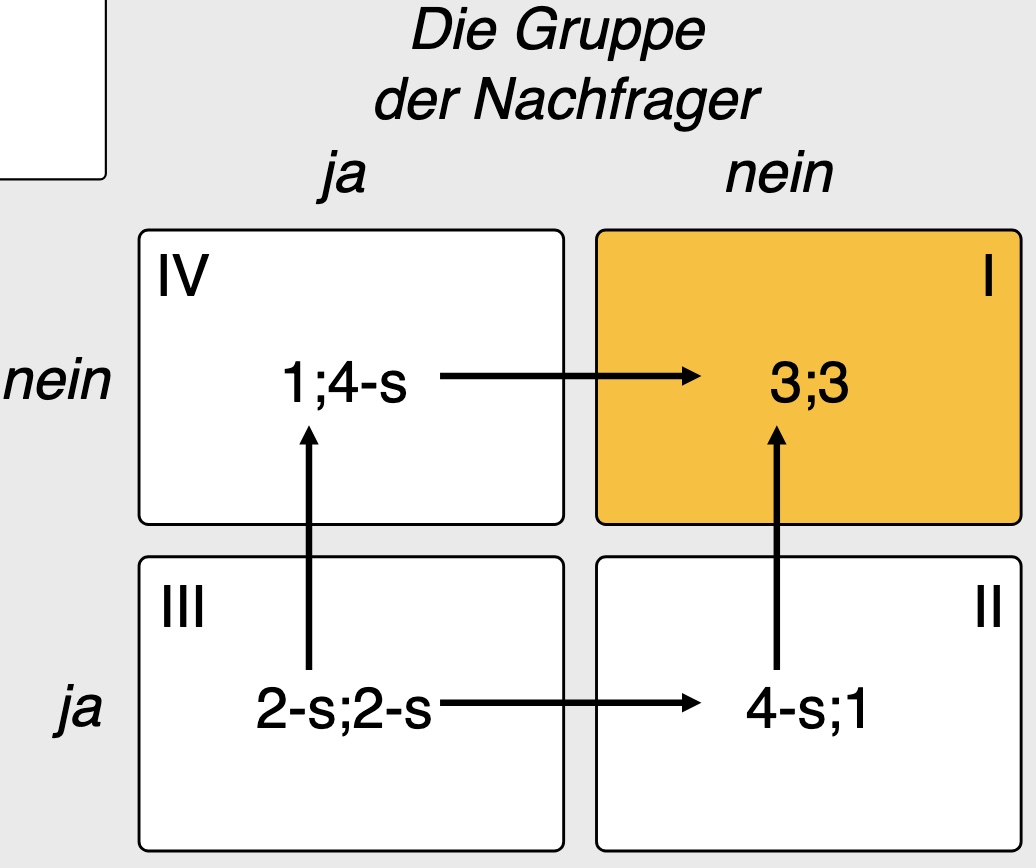 Die Gruppe
der Nachfrager
ja nein
IV I
nein 1;4-s 3;3
III II
ja 2-s;2-s 4-s;1